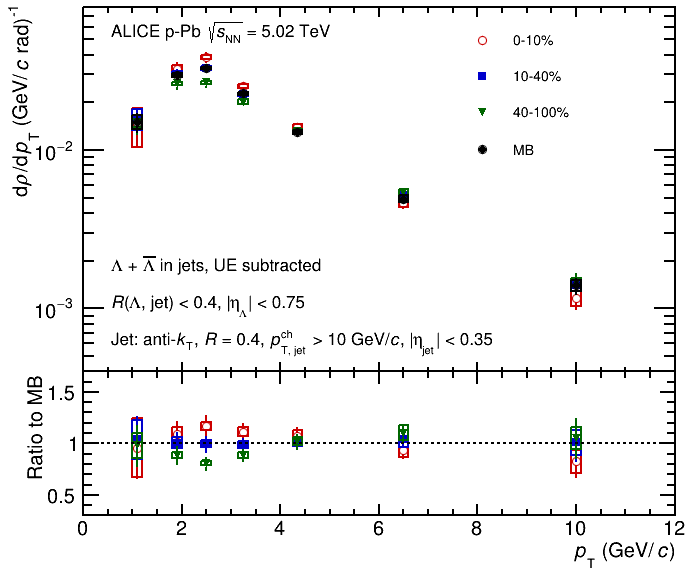 dρ/dp_T (GeV/c rad)⁻¹
ALICE p-Pb √s_NN = 5.02 TeV
0-10%
10-40%
40-100%
MB
10⁻²
Λ + Λ̅ in jets, UE subtracted
R(Λ, jet) < 0.4, |η_Λ| < 0.75
10⁻³
Jet: anti-k_T, R = 0.4, p_T, jet^ch > 10 GeV/c, |η_jet| < 0.35
Ratio to MB
1.5
1
0.5
0 2 4 6 8 10 12
p_T (GeV/c)